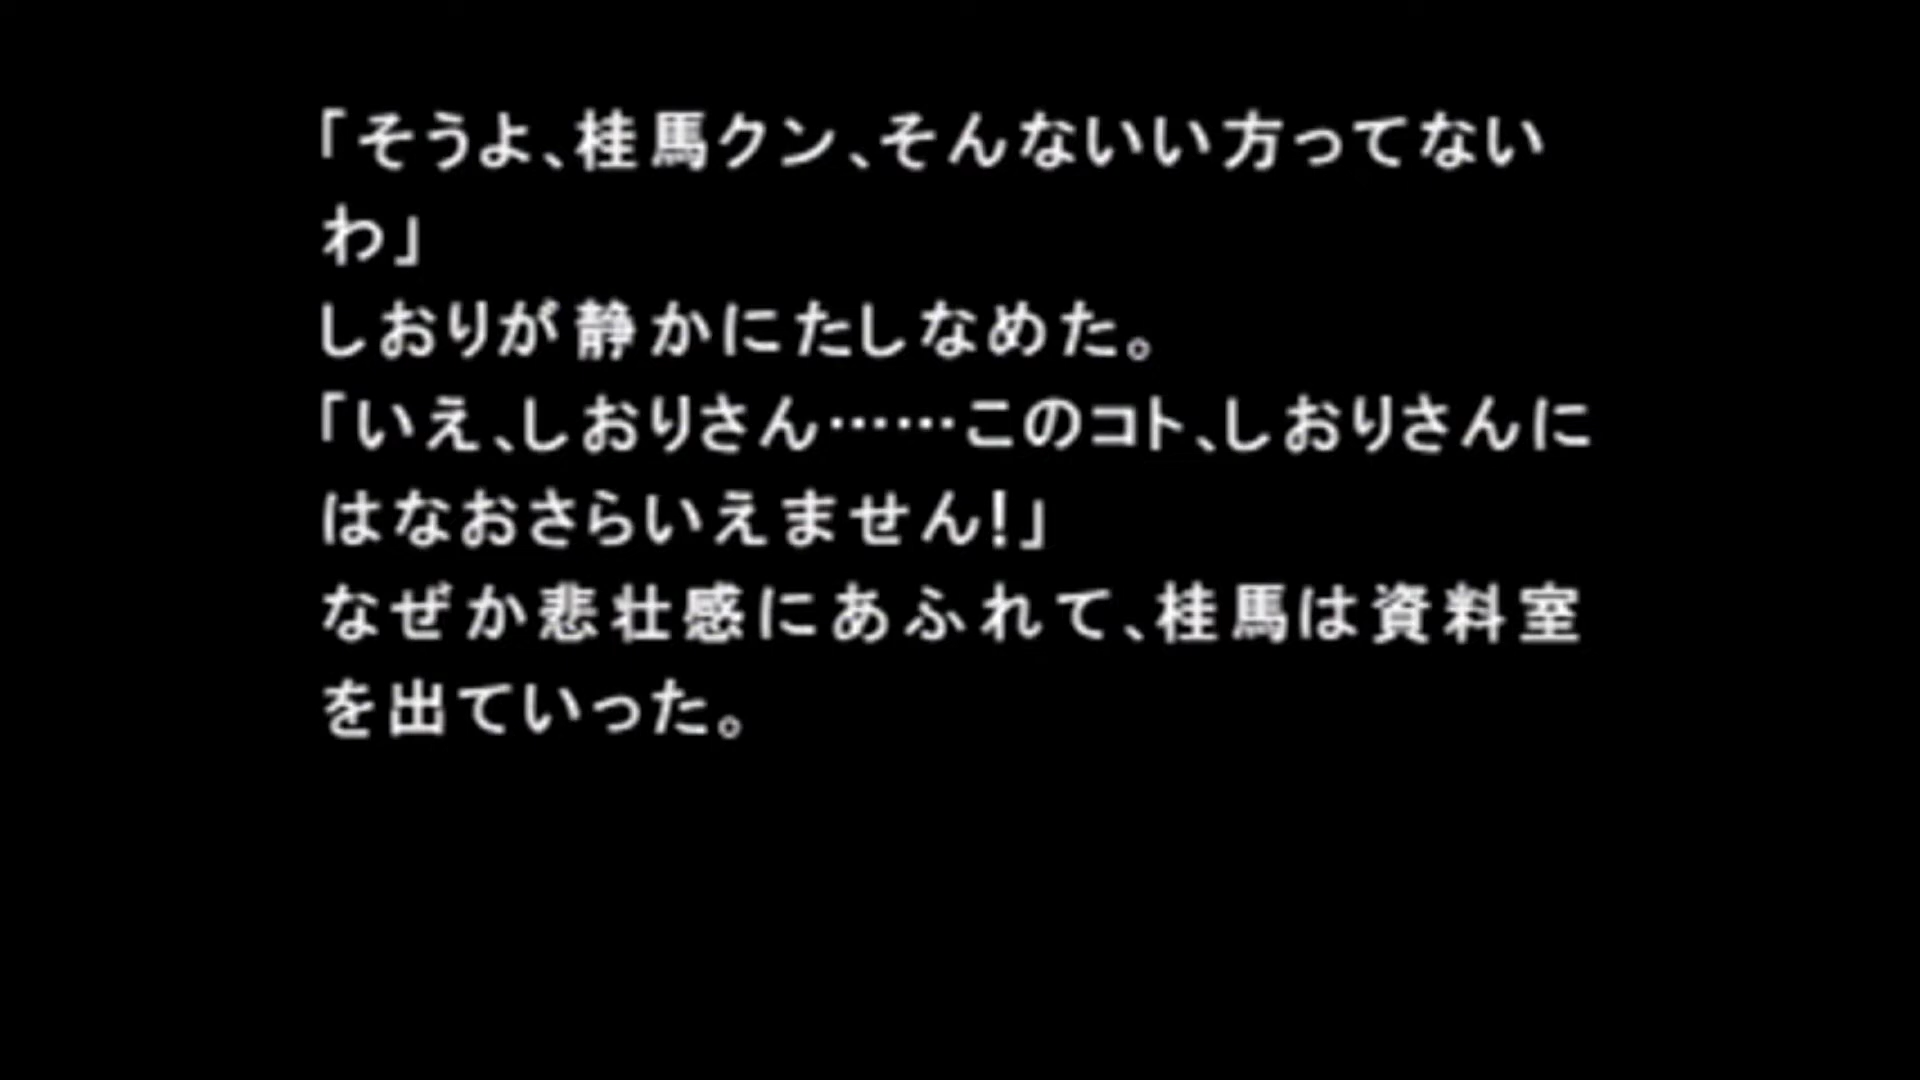 「そうよ、桂馬クン、そんないい方ってない
わ」
しおりが静かにたしなめた。
「いえ、しおりさん……このコト、しおりさんに
はなおさらいえません！」
なぜか悲壮感にあふれて、桂馬は資料室
を出ていった。